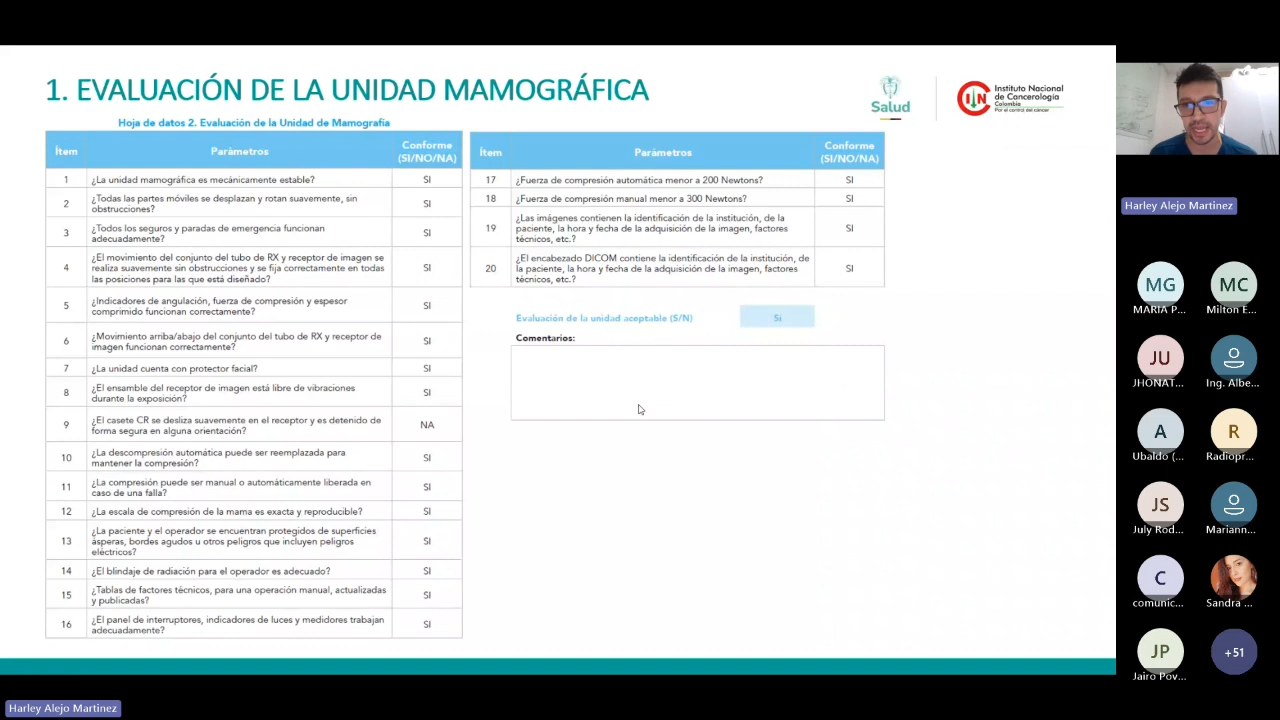 1. EVALUACIÓN DE LA UNIDAD MAMOGRÁFICA
Salud
Instituto Nacional
de Cancerología
Colombia
Por el control del cáncer
Hoja de datos 2. Evaluación de la Unidad de Mamografía
Ítem Parámetros Conforme
(SI/NO/NA)
1 ¿La unidad mamográfica es mecánicamente estable? SI
2 ¿Todas las partes móviles se desplazan y rotan suavemente, sin
obstrucciones? SI
3 ¿Todos los seguros y paradas de emergencia funcionan
adecuadamente? SI
4 ¿El movimiento del conjunto del tubo de RX y receptor de imagen se
realiza suavemente sin obstrucciones y se fija correctamente en todas
las posiciones para las que está diseñado? SI
5 ¿Indicadores de angulación, fuerza de compresión y espesor
comprimido funcionan correctamente? SI
6 ¿Movimiento arriba/abajo del conjunto del tubo de RX y receptor de
imagen funcionan correctamente? SI
7 ¿La unidad cuenta con protector facial? SI
8 ¿El ensamble del receptor de imagen está libre de vibraciones
durante la exposición? SI
9 ¿El casete CR se desliza suavemente en el receptor y es detenido de
forma segura en alguna orientación? NA
10 ¿La descompresión automática puede ser reemplazada para
mantener la compresión? SI
11 ¿La compresión puede ser manual o automáticamente liberada en
caso de una falla? SI
12 ¿La escala de compresión de la mama es exacta y reproducible? SI
13 ¿La paciente y el operador se encuentran protegidos de superficies
ásperas, bordes agudos u otros peligros que incluyen peligros
eléctricos? SI
14 ¿El blindaje de radiación para el operador es adecuado? SI
15 ¿Tablas de factores técnicos, para una operación manual, actualizadas
y publicadas? SI
16 ¿El panel de interruptores, indicadores de luces y medidores trabajan
adecuadamente? SI
Ítem Parámetros Conforme
(SI/NO/NA)
17 ¿Fuerza de compresión automática menor a 200 Newtons? SI
18 ¿Fuerza de compresión manual menor a 300 Newtons? SI
19 ¿Las imágenes contienen la identificación de la institución, de la
paciente, la hora y fecha de la adquisición de la imagen, factores
técnicos, etc.? SI
20 ¿El encabezado DICOM contiene la identificación de la institución, de
la paciente, la hora y fecha de la adquisición de la imagen, factores
técnicos, etc.? SI
Evaluación de la unidad aceptable (S/N) Si
Comentarios:
Harley Alejo Martinez
MG MC
MARIA P... Milton E...
JU
JHONAT... Ing. Albe...
A R
Ubaldo (... Radiopr...
JS
July Rod... Mariann...
C
comunic... Sandra ...
JP +51
Jairo Pov...
Harley Alejo Martinez